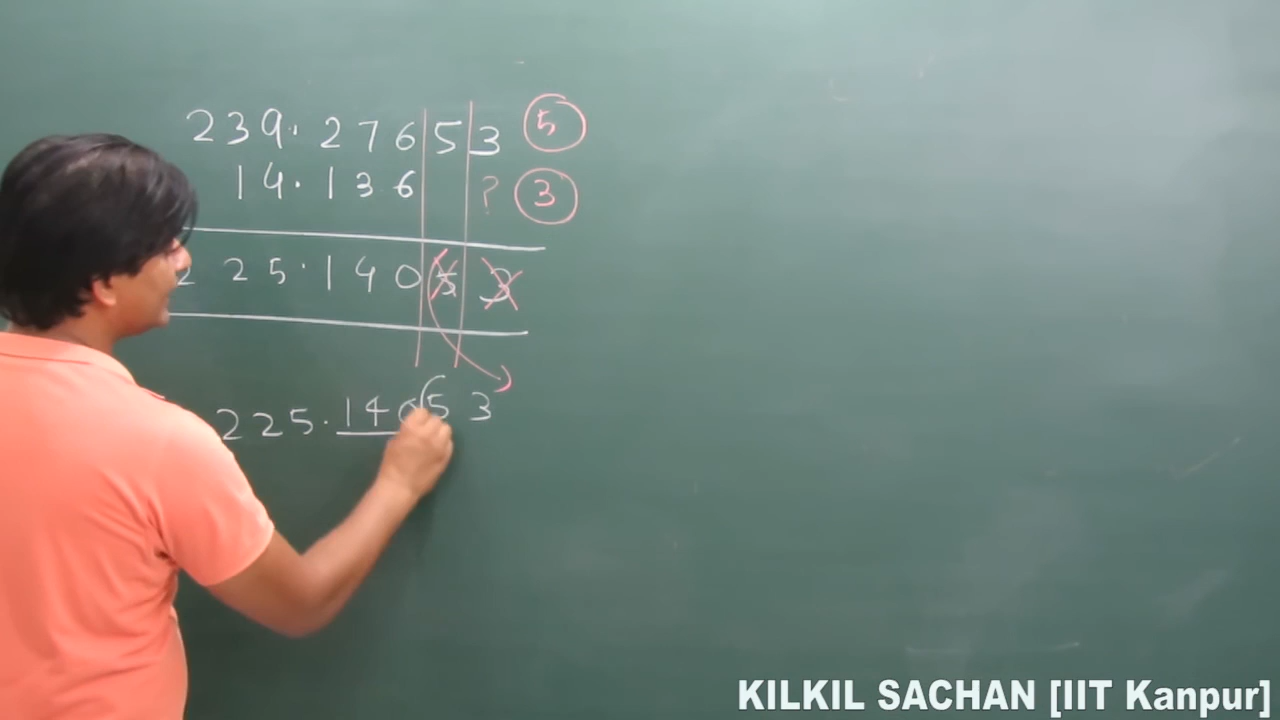 239.27653 5
14.136 ? 3
225.14053
225.14053
KILKIL SACHAN [IIT Kanpur]